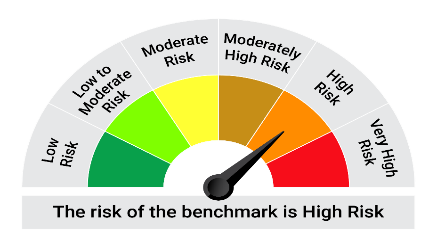 Low
Risk
Low to
Moderate
Risk
Moderate
Risk
Moderately
High Risk
High
Risk
Very High
Risk
The risk of the benchmark is High Risk